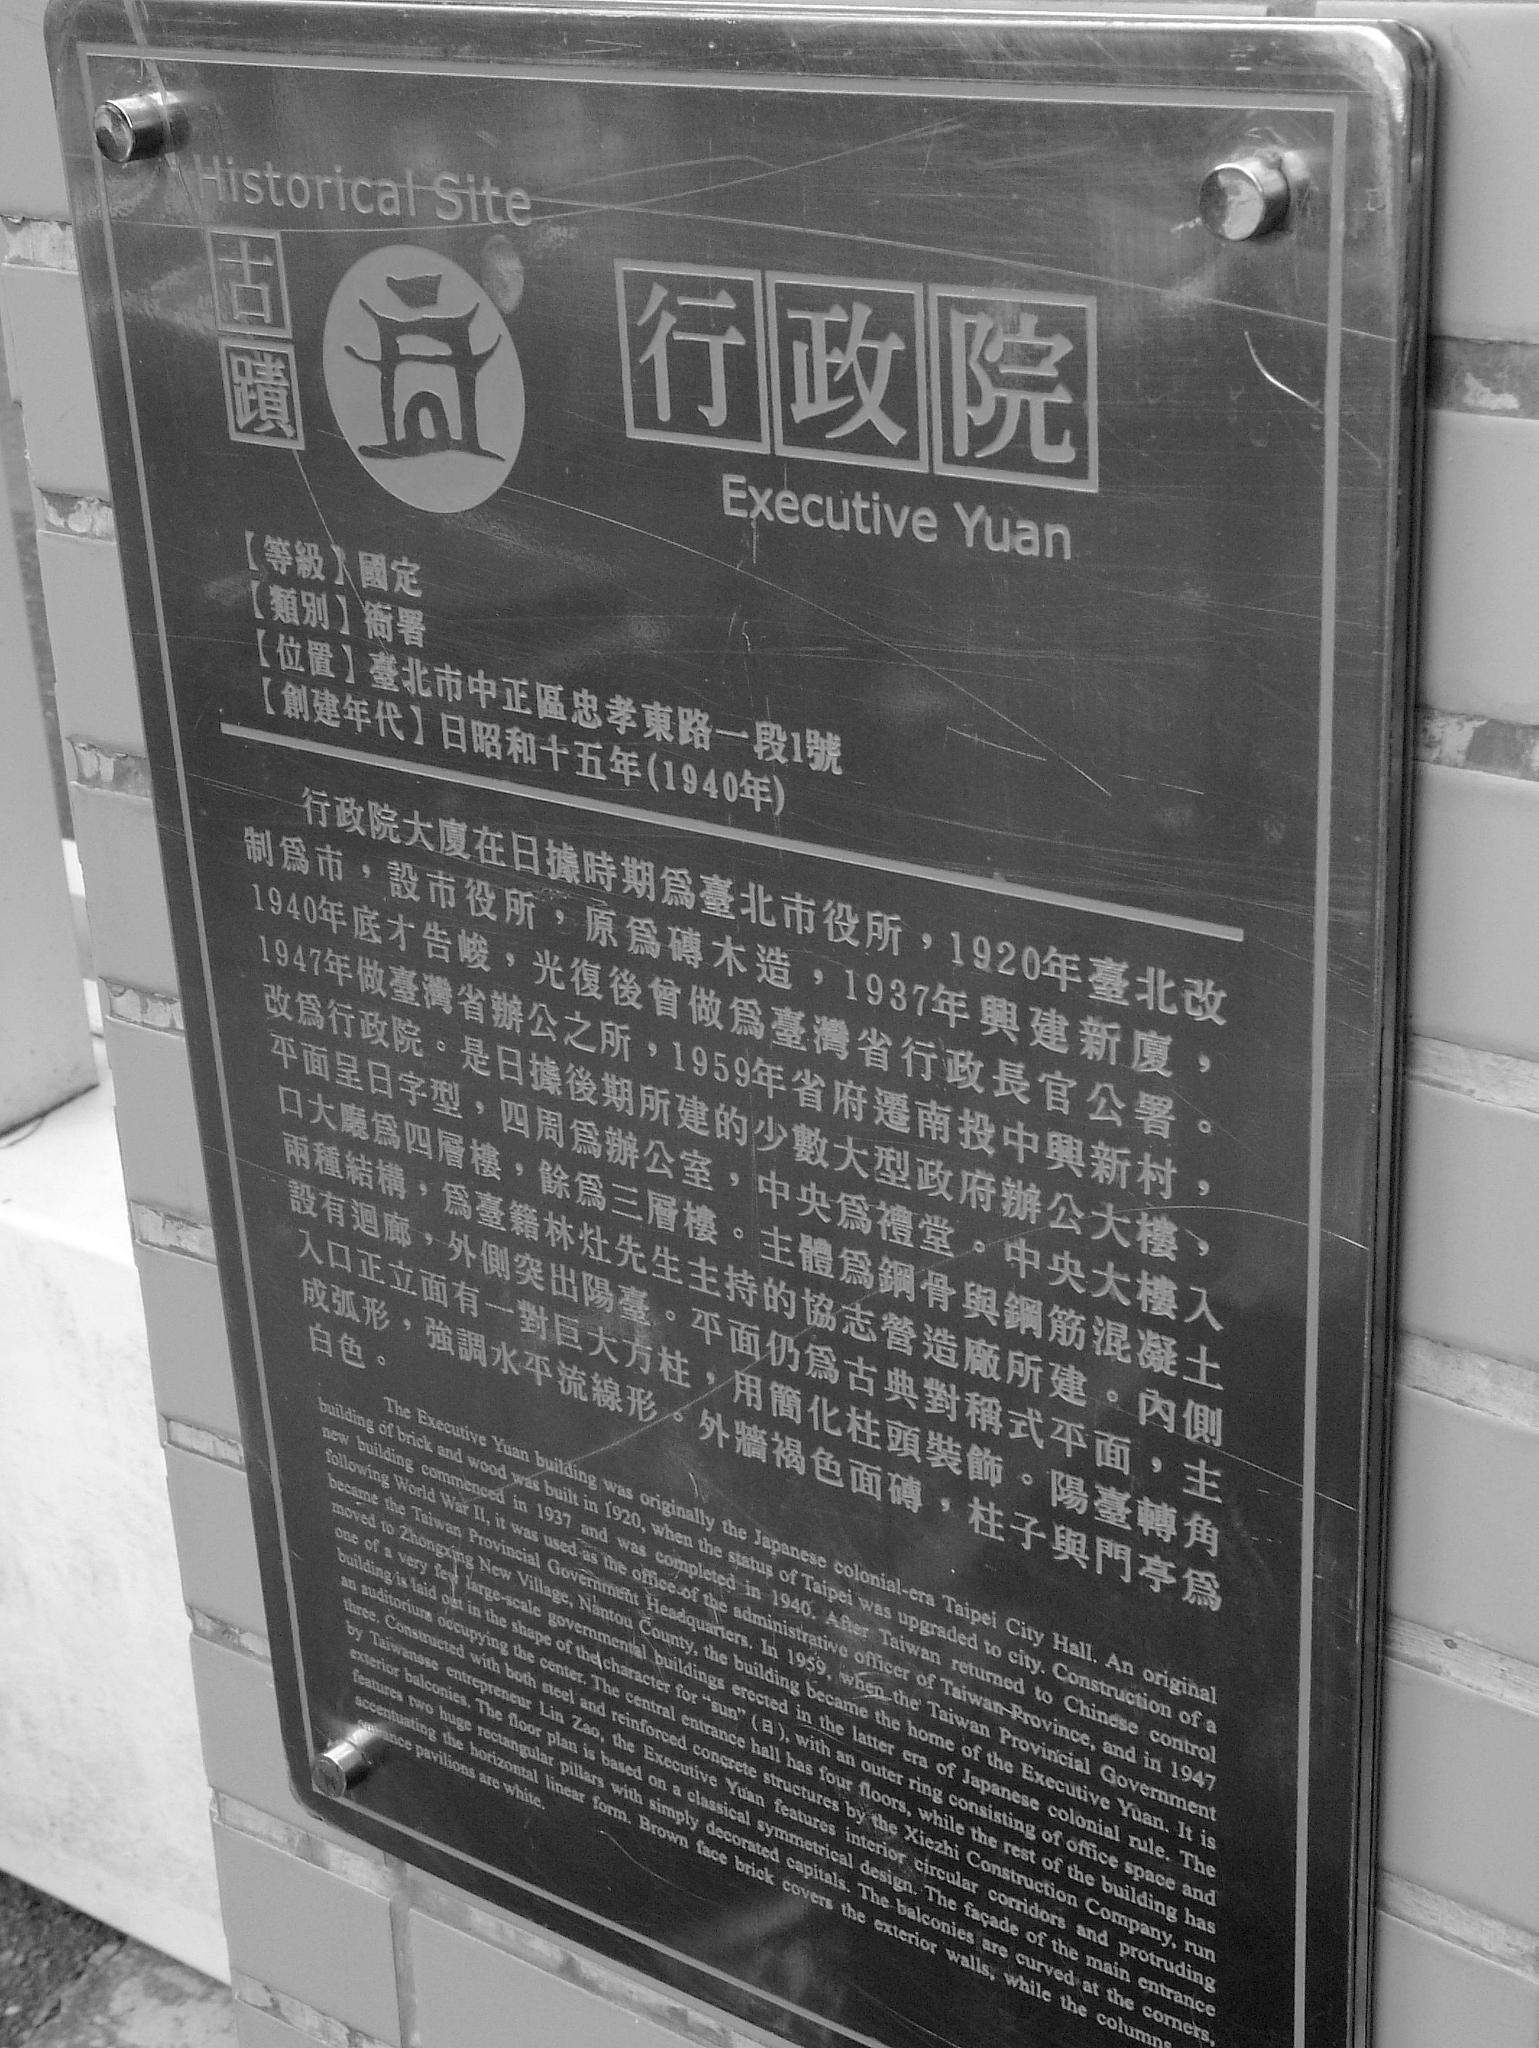 Historical Site
古蹟
行政院
Executive Yuan
【等級】國定
【類別】衙署
【位置】臺北市中正區忠孝東路一段1號
【創建年代】日昭和十五年(1940年)
行政院大廈在日據時期為臺北市役所，1920年臺北改
制為市，設市役所，原為磚木造，1937年興建新廈，
1940年底才告峻，光復後曾做為臺灣省行政長官公署。
1947年做臺灣省辦公之所，1959年省府遷南投中興新村，
改為行政院。是日據後期所建的少數大型政府辦公大樓，
平面呈日字型，四周為辦公室，中央為禮堂。中央大樓入
口大廳為四層樓，餘為三層樓。主體為鋼骨與鋼筋混凝土
兩種結構，為臺籍林灶先生主持的協志營造廠所建。內側
設有迴廊，外側突出陽臺。平面仍為古典對稱式平面，主
入口正立面有一對巨大方柱，用簡化柱頭裝飾。陽臺轉角
成弧形，強調水平流線形。外牆褐色面磚，柱子與門亭為
白色。
The Executive Yuan building was originally the Japanese colonial-era Taipei City Hall. An original
building of brick and wood was built in 1920, when the status of Taipei was upgraded to city. Construction of a
new building commenced in 1937 and was completed in 1940. After Taiwan returned to Chinese control
following World War II, it was used as the office of the administrative officer of Taiwan Province, and in 1947
became the Taiwan Provincial Government Headquarters. In 1959, when the Taiwan Provincial Government
moved to Zhongxing New Village, Nantou County, the building became the home of the Executive Yuan. It is
one of a very few large-scale governmental buildings erected in the latter era of Japanese colonial rule. The
building is laid out in the shape of the character for "sun" (日), with an outer ring consisting of office space and
an auditorium occupying the center. The central entrance hall has four floors, while the rest of the building has
three. Constructed with both steel and reinforced concrete structures by the Xiezhi Construction Company, run
by Taiwanese entrepreneur Lin Zao, the Executive Yuan features interior circular corridors and protruding
exterior balconies. The floor plan is based on a classical symmetrical design. The façade of the main entrance
features two huge rectangular pillars with simply decorated capitals. The balconies are curved at the corners,
accentuating the horizontal linear form. Brown face brick covers the exterior walls, while the columns
pavilions are white.